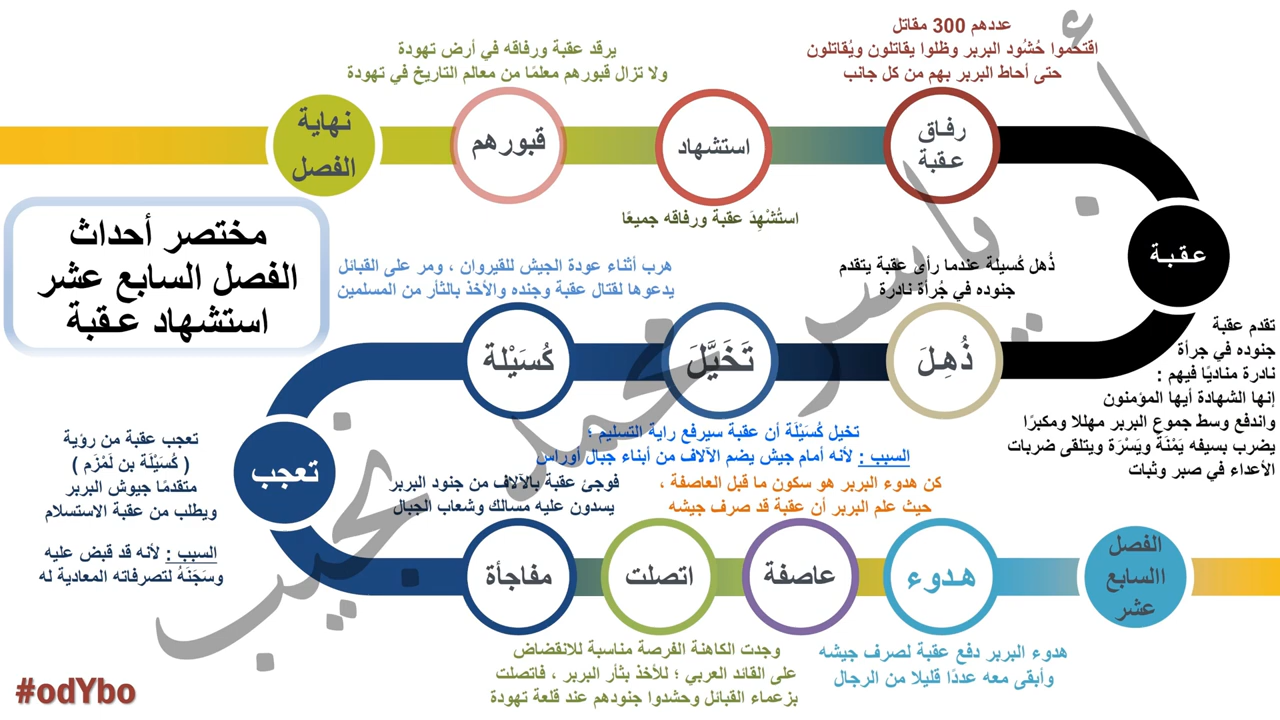 مختصر أحداث
الفصل السابع عشر
استشهاد عـقبة
الفصل
االسابع
عشر
هـدوء
هدوء البربر دفع عقبة لصرف جيشه
وأبقى معه عددًا قليلا من الرجال
عاصفة
كن هدوء البربر هو سكون ما قبل العاصفة ،
حيث علم البربر أن عقبة قد صرف جيشه
اتصلت
وجدت الكاهنة الفرصة مناسبة للانقضاض
على القائد العربي ؛ للأخذ بثأر البربر ، فاتصلت
بزعماء القبائل وحشدوا جنودهم عند قلعة تهودة
مفاجأة
فوجئ عقبة بالآلاف من جنود البربر
يسدون عليه مسالك وشعاب الجبال
تعجب
تعجب عقبة من رؤية
( كُسَيْلَة بن لَمْزَم )
متقدمًا جيوش البربر
ويطلب من عقبة الاستسلام
السبب : لأنه قد قبض عليه
وسَجَنَهُ لتصرفاته المعادية له
كُسَيْلة
هرب أثناء عودة الجيش للقيروان ، ومر على القبائل
يدعوها لقتال عقبة وجنده والأخذ بالثأر من المسلمين
تَخَيَّلَ
تخيل كُسَيْلَة أن عقبة سيرفع راية التسليم ؛
السبب : لأنه أمام جيش يضم الآلاف من أبناء جبال أوراس
ذُهِـلَ
ذُهل كُسيلة عندما رأى عقبة يتقدم
جنوده في جُرأة نادرة
عقـبـة
تقدم عقبة
جنوده في جرأة
نادرة مناديًا فيهم :
إنها الشهادة أيها المؤمنون
واندفع وسط جموع البربر مهللا ومكبرًا
يضرب بسيفه يَمْنَةً ويَسْرَة ويتلقى ضربات
الأعداء في صبر وثبات
رفـاق
عـقبة
عددهم 300 مقاتل
اقتحموا حُشُود البربر وظلوا يقاتلون ويُقاتلون
حتى أحاط البربر بهم من كل جانب
استشهاد
استُشْهِدَ عقبة ورفاقه جميعًا
قبورهم
يرقد عقبة ورفاقه في أرض تهودة
ولا تزال قبورهم معلمًا من معالم التاريخ في تهودة
نهاية
الفصل
أ. ياسر محمد نجيب
#odYbo